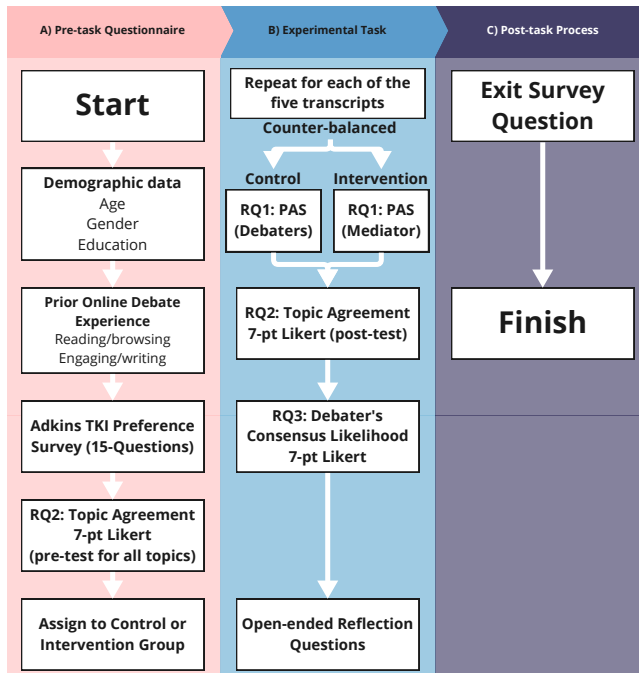 A) Pre-task Questionnaire
Start
Demographic data
Age
Gender
Education
Prior Online Debate
Experience
Reading/browsing
Engaging/writing
Adkins TKI Preference
Survey (15-Questions)
RQ2: Topic Agreement
7-pt Likert
(pre-test for all topics)
Assign to Control or
Intervention Group
B) Experimental Task
Repeat for each of the
five transcripts
Counter-balanced
Control
Intervention
RQ1: PAS
(Debaters)
RQ1: PAS
(Mediator)
RQ2: Topic Agreement
7-pt Likert (post-test)
RQ3: Debater's
Consensus Likelihood
7-pt Likert
Open-ended Reflection
Questions
C) Post-task Process
Exit Survey
Question
Finish